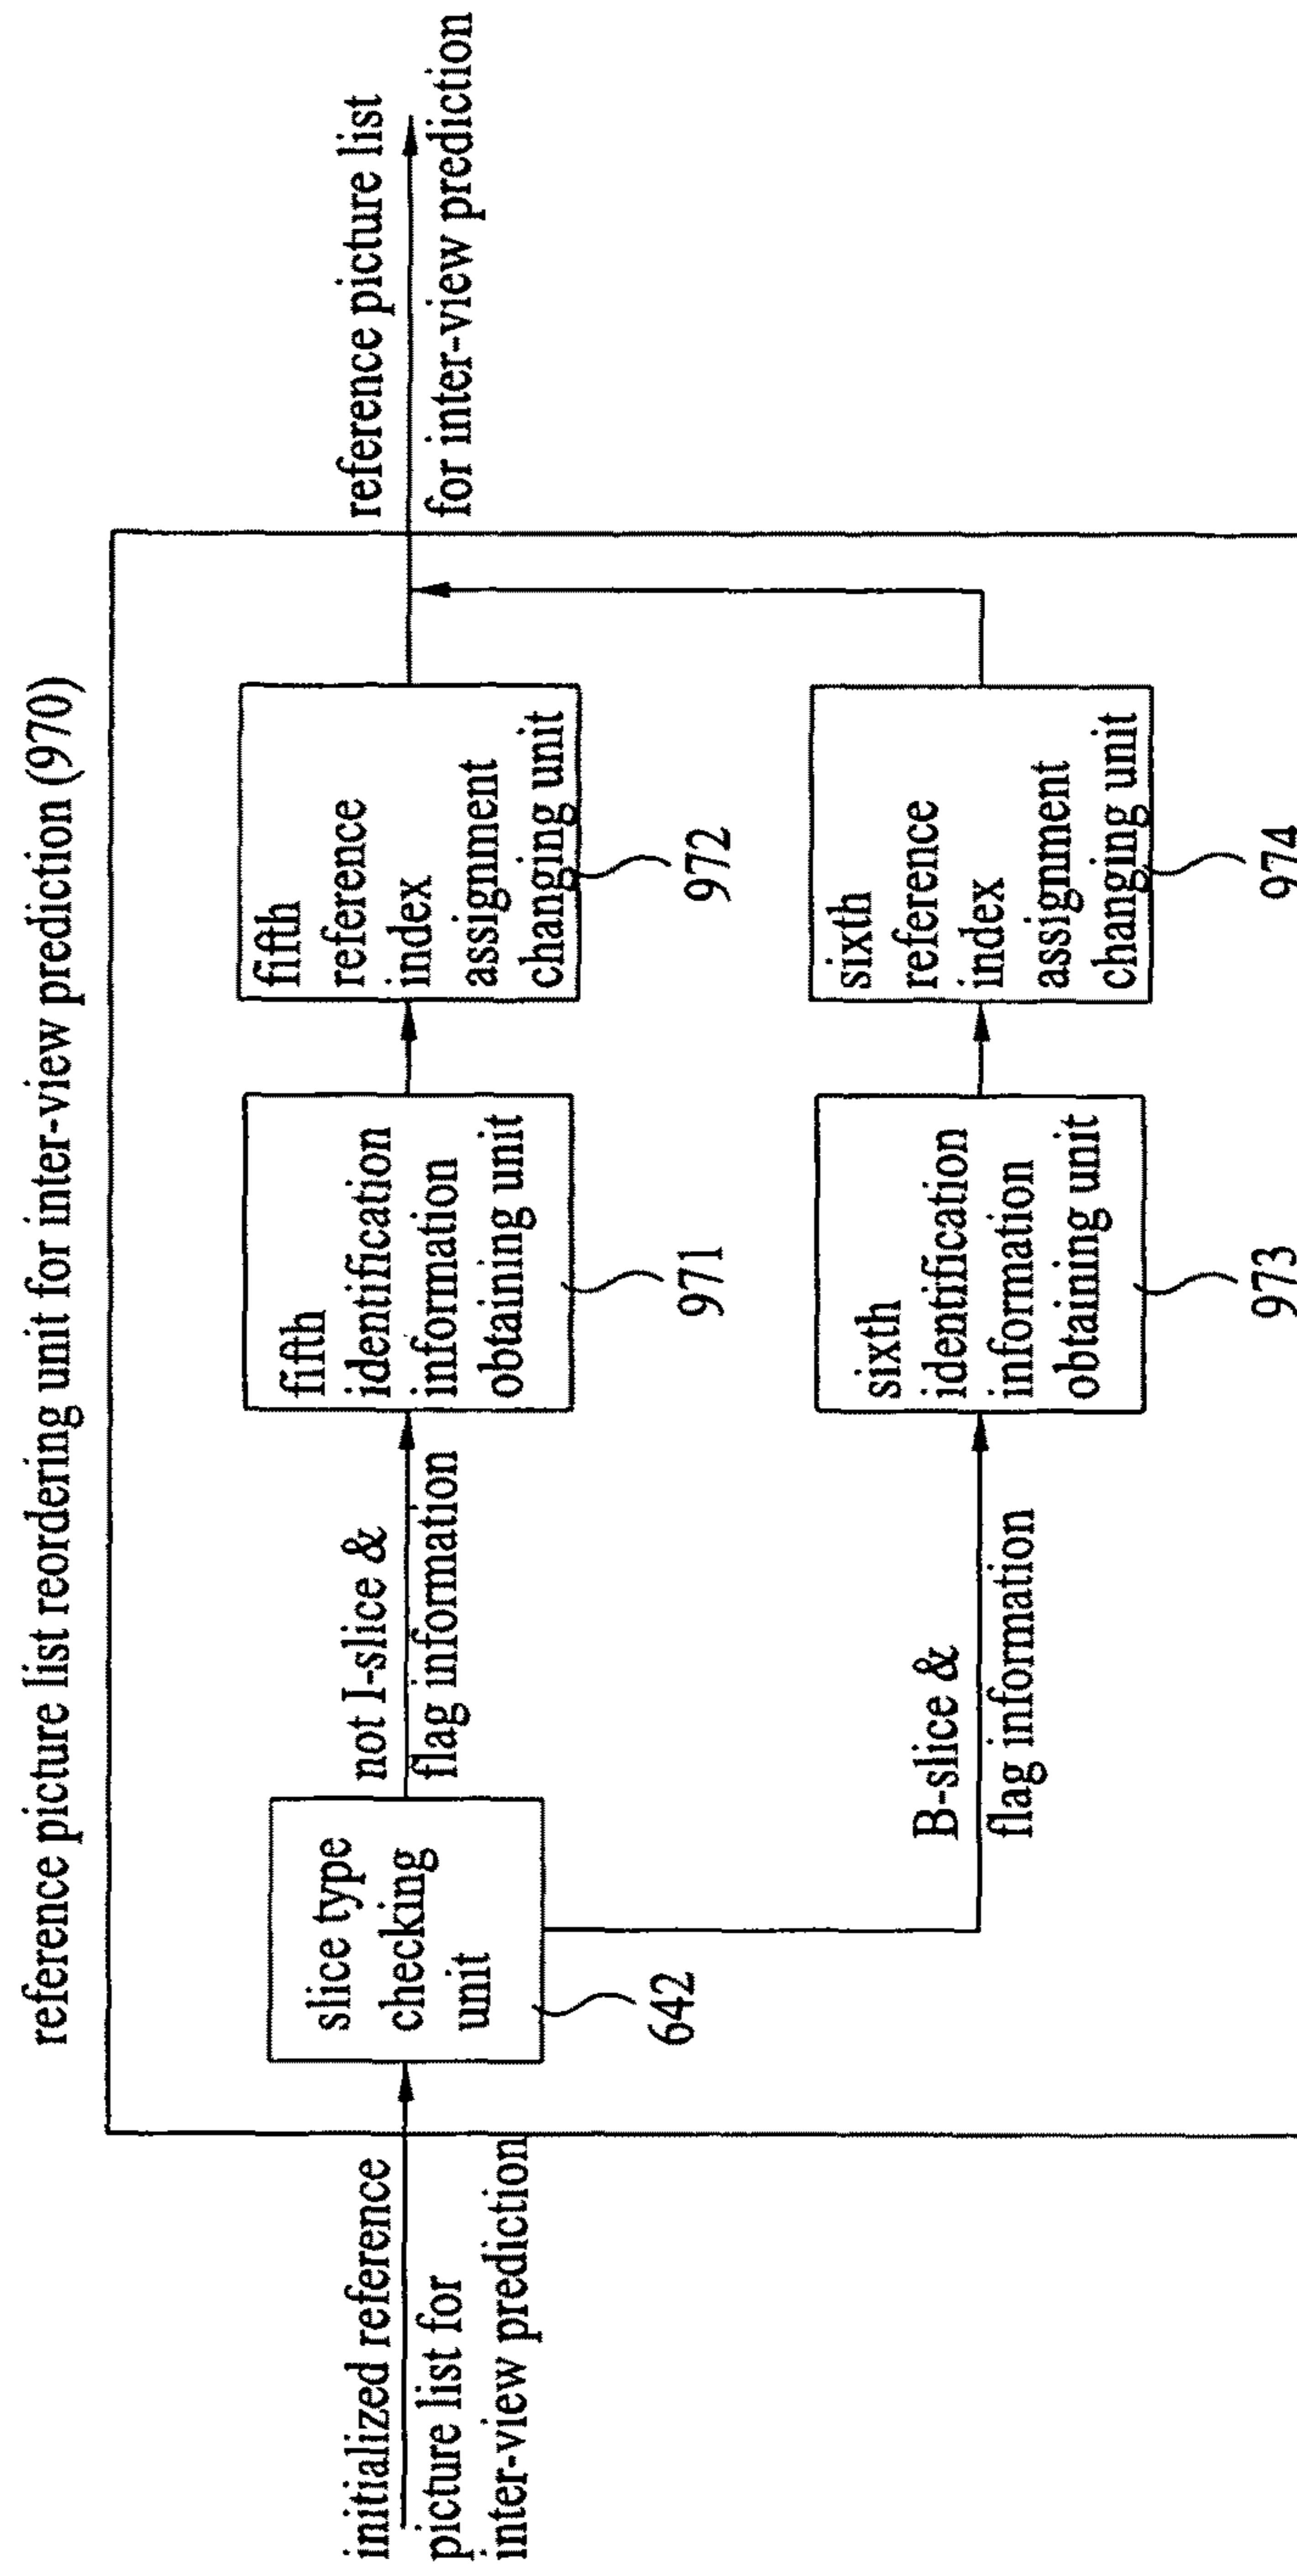 reference picture list reordering unit for inter-view prediction (970)
initialized reference
picture list for
inter-view prediction
slice type
checking
unit
642
not I-slice &
flag information
fifth
identification
information
obtaining unit
971
fifth
reference
index
assignment
changing unit
972
reference picture list
for inter-view prediction
B-slice &
flag information
sixth
identification
information
obtaining unit
973
sixth
reference
index
assignment
changing unit
974